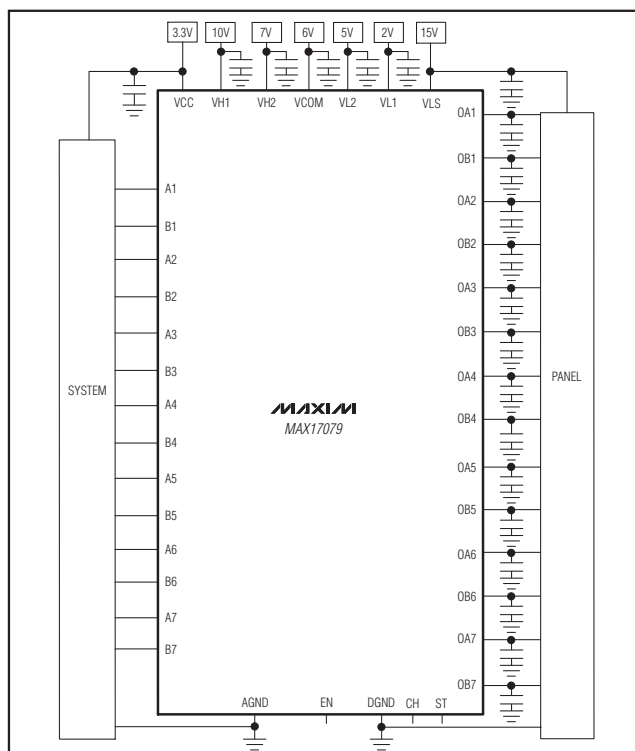 3.3V 10V 7V 6V 5V 2V 15V
VCC VH1 VH2 VCOM VL2 VL1 VLS
SYSTEM
A1
B1
A2
B2
A3
B3
A4
B4
A5
B5
A6
B6
A7
B7
MAXIM
MAX17079
OA1
OB1
OA2
OB2
OA3
OB3
OA4
OB4
OA5
OB5
OA6
OB6
OA7
OB7
PANEL
AGND EN DGND CH ST